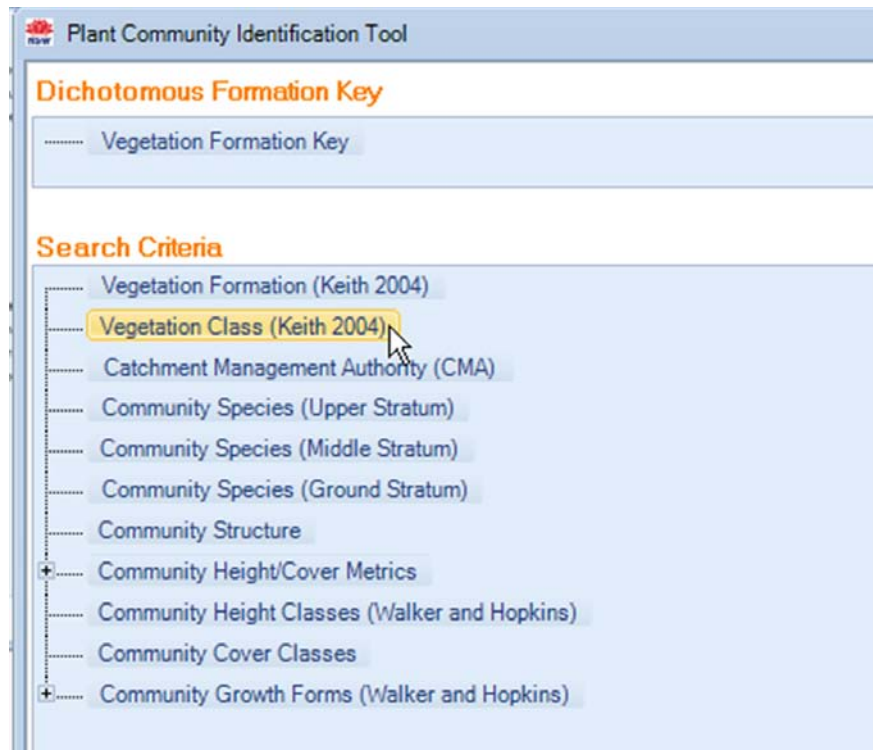 NSW
Plant Community Identification Tool
Dichotomous Formation Key
Vegetation Formation Key
Search Criteria
Vegetation Formation (Keith 2004)
Vegetation Class (Keith 2004)
Catchment Management Authority (CMA)
Community Species (Upper Stratum)
Community Species (Middle Stratum)
Community Species (Ground Stratum)
Community Structure
Community Height/Cover Metrics
Community Height Classes (Walker and Hopkins)
Community Cover Classes
Community Growth Forms (Walker and Hopkins)